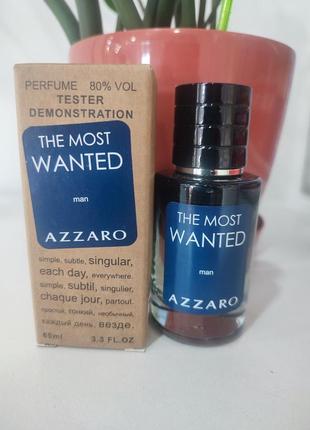 PERFUME 80% VOL
TESTER
DEMONSTRATION
THE MOST
WANTED
man
AZZARO
simple, subtle, singular,
each day, everywhere.
simple, subtil, singulier,
chaque jour, partout.
простой, тонкий, необычный,
каждый день. везде.
65ml 3.3 FL.OZ
THE MOST
WANTED
man
AZZARO